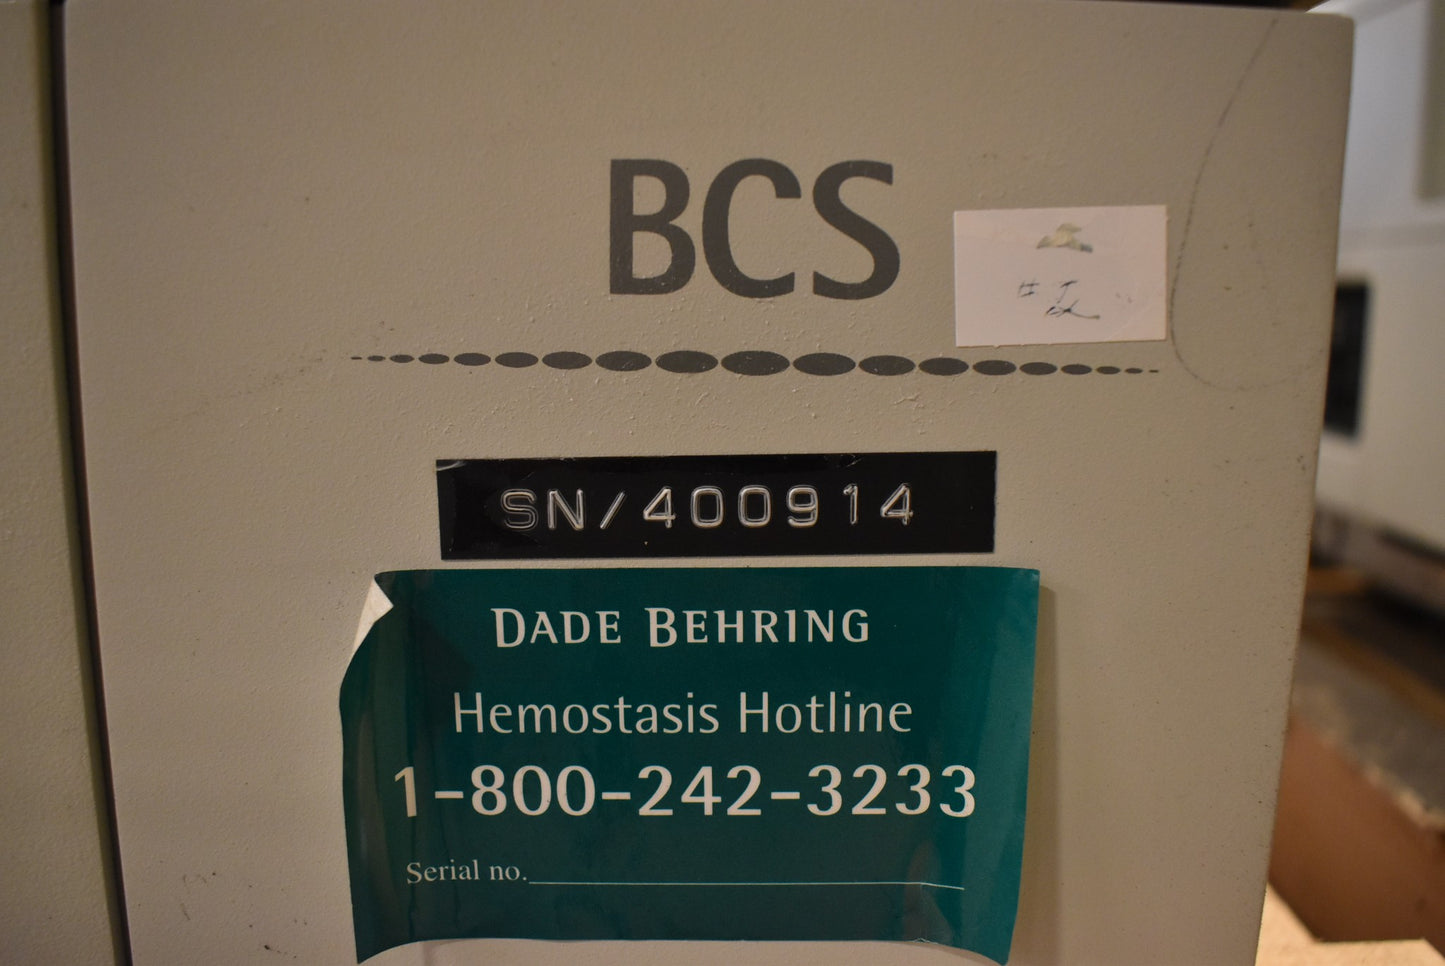 BCS
SN/400914
DADE BEHRING
Hemostasis Hotline
1-800-242-3233
Serial no.